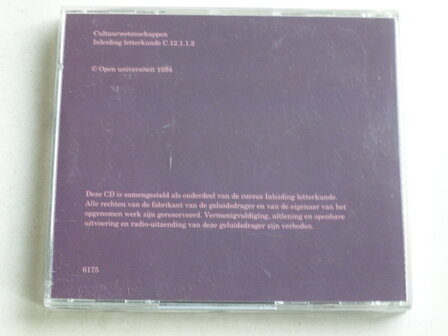 Cultuurwetenschappen
Inleiding letterkunde C.12.1.1.2
© Open universiteit 1994
Deze CD is samengesteld als onderdeel van de cursus Inleiding letterkunde.
Alle rechten van de fabrikant van de geluidsdrager en van de eigenaar van het
opgenomen werk zijn gereserveerd. Vermenigvuldiging, uitlening en openbare
uitvoering en radio-uitzending van deze geluidsdrager zijn verboden.
6175